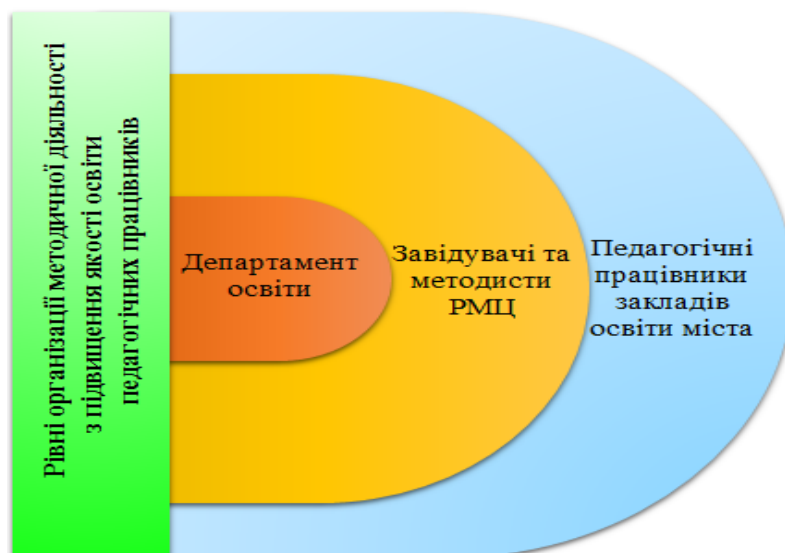 Рівні організації методичної діяльності
з підвищення якості освіти
педагогічних працівників
Департамент
освіти
Завідувачі та
методисти
РМЦ
Педагогічні
працівники
закладів
освіти міста